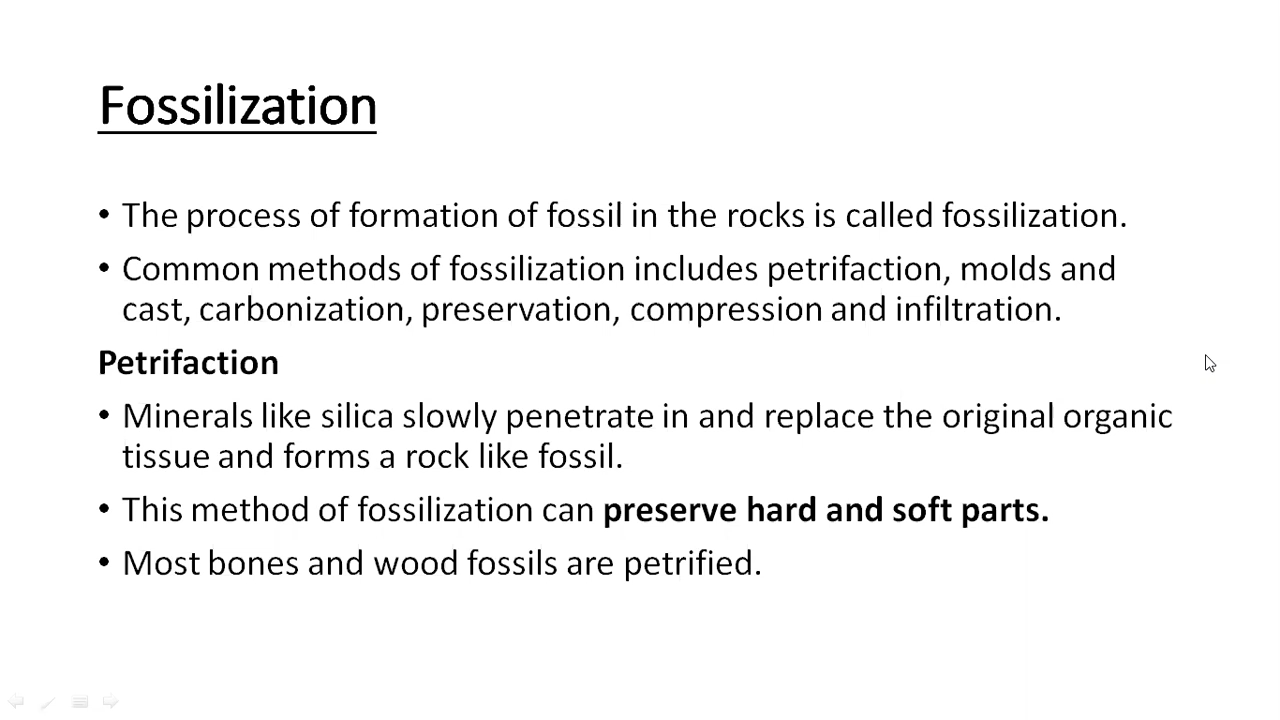 Fossilization
• The process of formation of fossil in the rocks is called fossilization.
• Common methods of fossilization includes petrifaction, molds and
cast, carbonization, preservation, compression and infiltration.
Petrifaction
• Minerals like silica slowly penetrate in and replace the original organic
tissue and forms a rock like fossil.
• This method of fossilization can preserve hard and soft parts.
• Most bones and wood fossils are petrified.